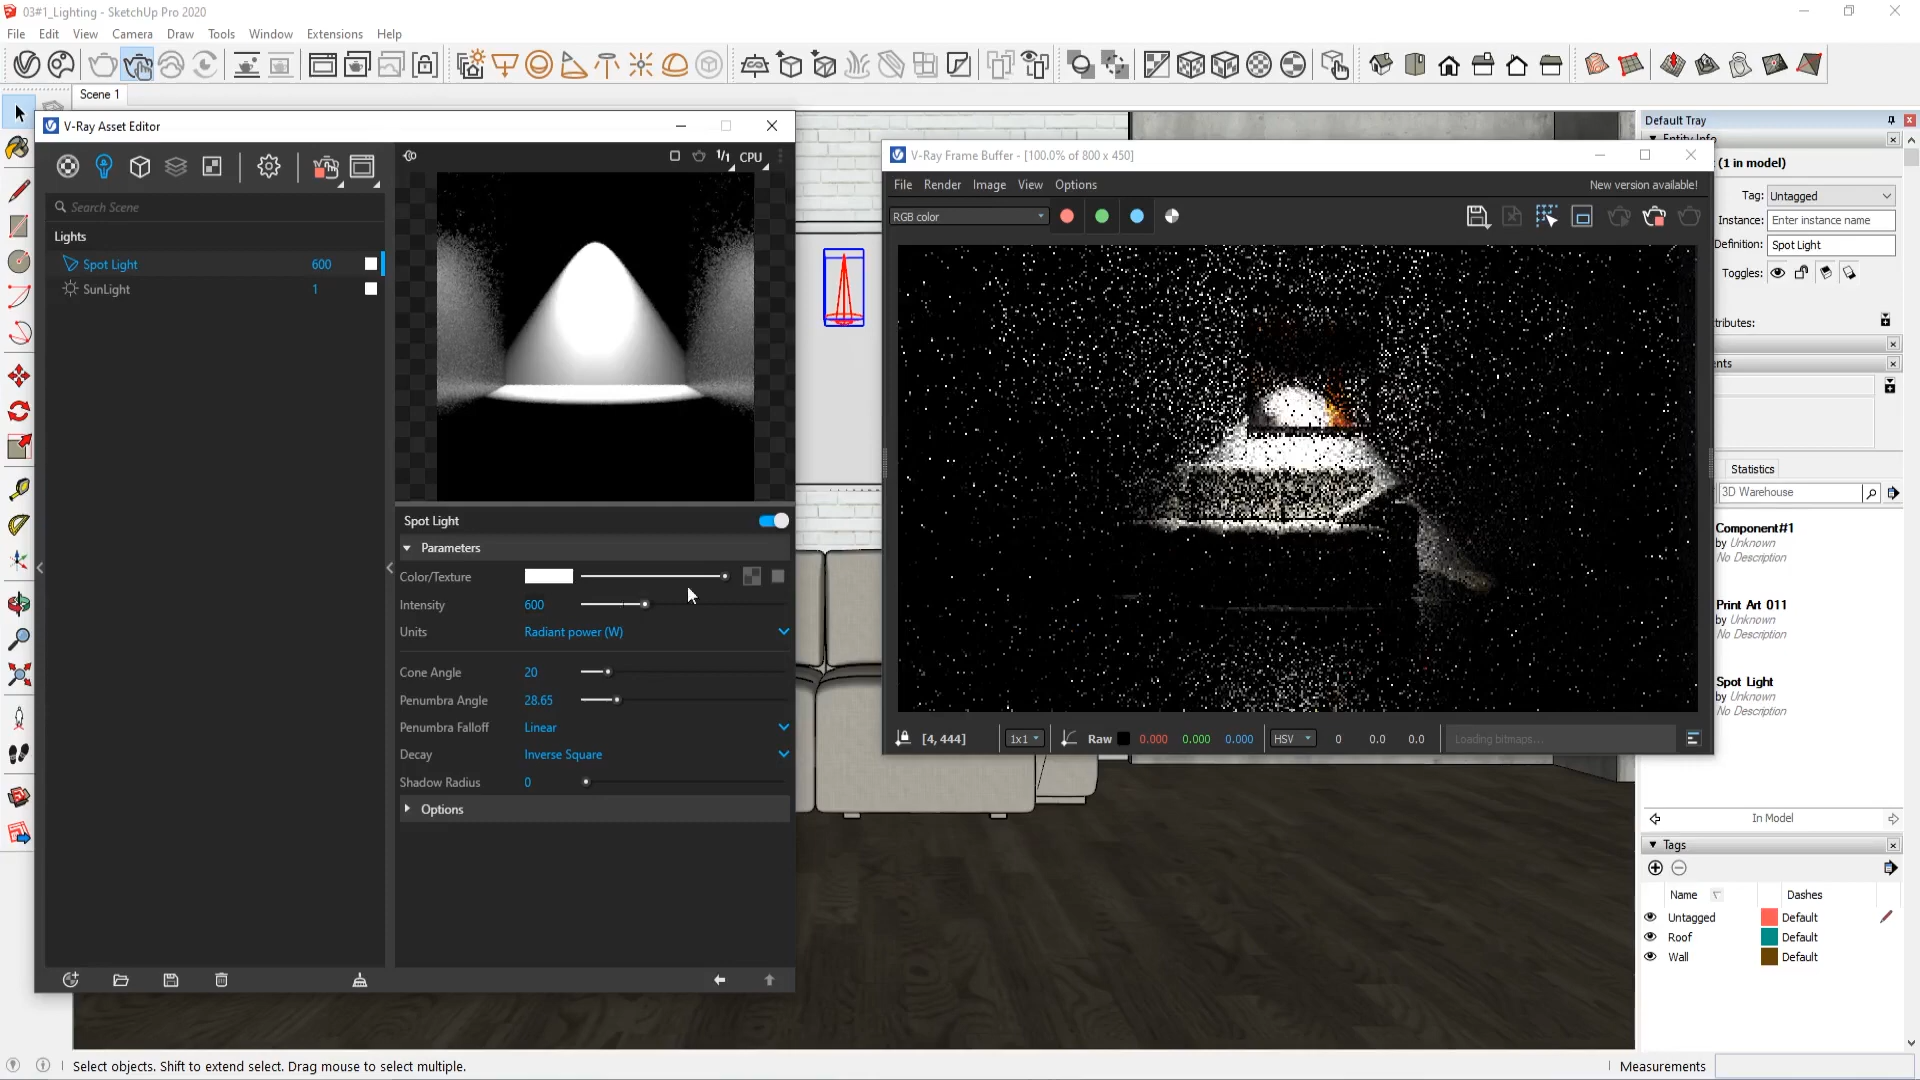 03#1_Lighting - SketchUp Pro 2020
File Edit View Camera Draw Tools Window Extensions Help
Scene 1
V-Ray Asset Editor
1/1 CPU
Search Scene
Lights
Spot Light 600
SunLight 1
Spot Light
Parameters
Color/Texture
Intensity 600
Units Radiant power (W)
Cone Angle 20
Penumbra Angle 28.65
Penumbra Falloff Linear
Decay Inverse Square
Shadow Radius 0
Options
V-Ray Frame Buffer - [100.0% of 800 x 450]
File Render Image View Options New version available!
RGB color
[4, 444] 1x1 Raw 0.000 0.000 0.000 HSV 0 0.0 0.0 Loading bitmaps...
Default Tray
Entity Info
(1 in model)
Tag: Untagged
Instance: Enter instance name
Definition: Spot Light
Toggles:
tributes:
ents
Statistics
3D Warehouse
Component#1
by Unknown
No Description
Print Art 011
by Unknown
No Description
Spot Light
by Unknown
No Description
In Model
Tags
Name Dashes
Untagged Default
Roof Default
Wall Default
Select objects. Shift to extend select. Drag mouse to select multiple.
Measurements